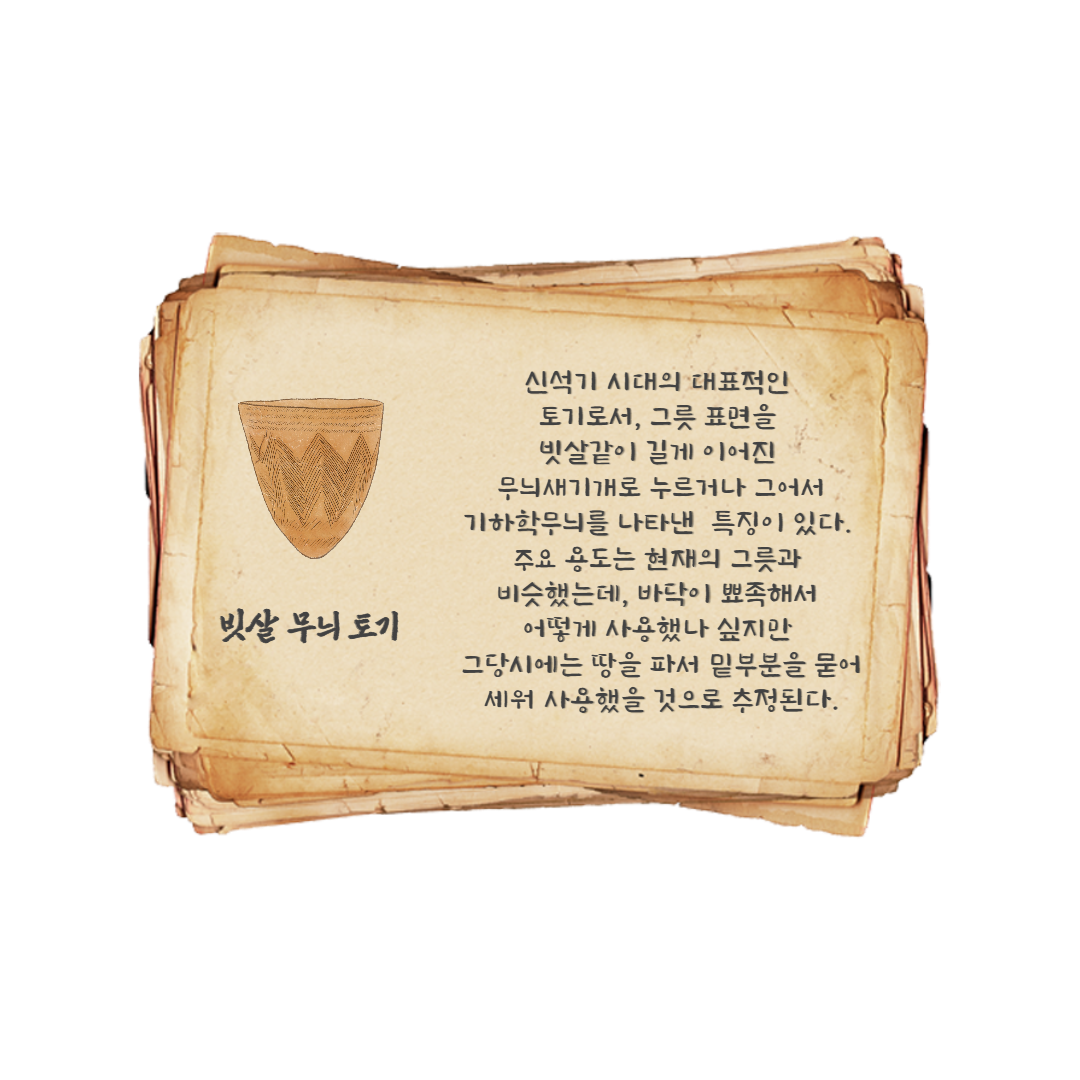 빗살 무늬 토기
신석기 시대의 대표적인
토기로서, 그릇 표면을
빗살같이 길게 이어진
무늬새기개로 누르거나 그어서
기하학무늬를 나타낸 특징이 있다.
주요 용도는 현재의 그릇과
비슷했는데, 바닥이 뾰족해서
어떻게 사용했나 싶지만
그당시에는 땅을 파서 밑부분을 묻어
세워 사용했을 것으로 추정된다.